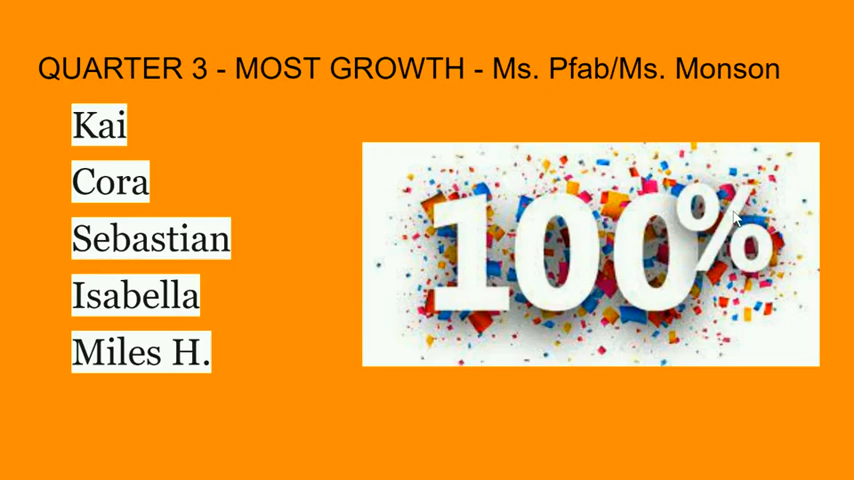 QUARTER 3 - MOST GROWTH - Ms. Pfab/Ms. Monson
Kai
Cora
Sebastian
Isabella
Miles H.
100%